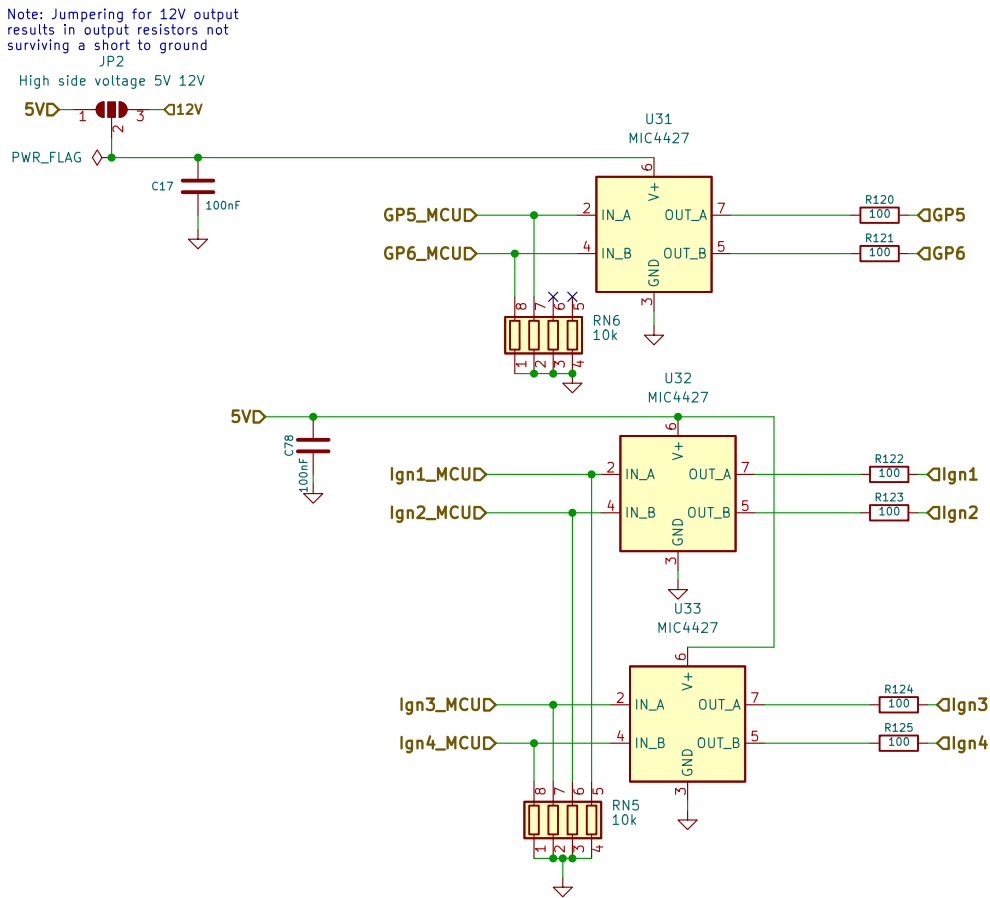 Note: Jumpering for 12V output
results in output resistors not
surviving a short to ground
JP2
High side voltage 5V 12V
5V
1
3
12V
2
PWR_FLAG
C17
100nF
U31
MIC4427
6
V+
GP5_MCU
2
IN_A
OUT_A
7
R120
100
GP5
GP6_MCU
4
IN_B
OUT_B
5
R121
100
GP6
GND
3
8
7
6
5
RN6
10k
1
2
3
4
U32
MIC4427
5V
6
V+
C78
100nF
Ign1_MCU
2
IN_A
OUT_A
7
R122
100
Ign1
Ign2_MCU
4
IN_B
OUT_B
5
R123
100
Ign2
GND
3
U33
MIC4427
6
V+
Ign3_MCU
2
IN_A
OUT_A
7
R124
100
Ign3
Ign4_MCU
4
IN_B
OUT_B
5
R125
100
Ign4
GND
3
8
7
6
5
RN5
10k
1
2
3
4